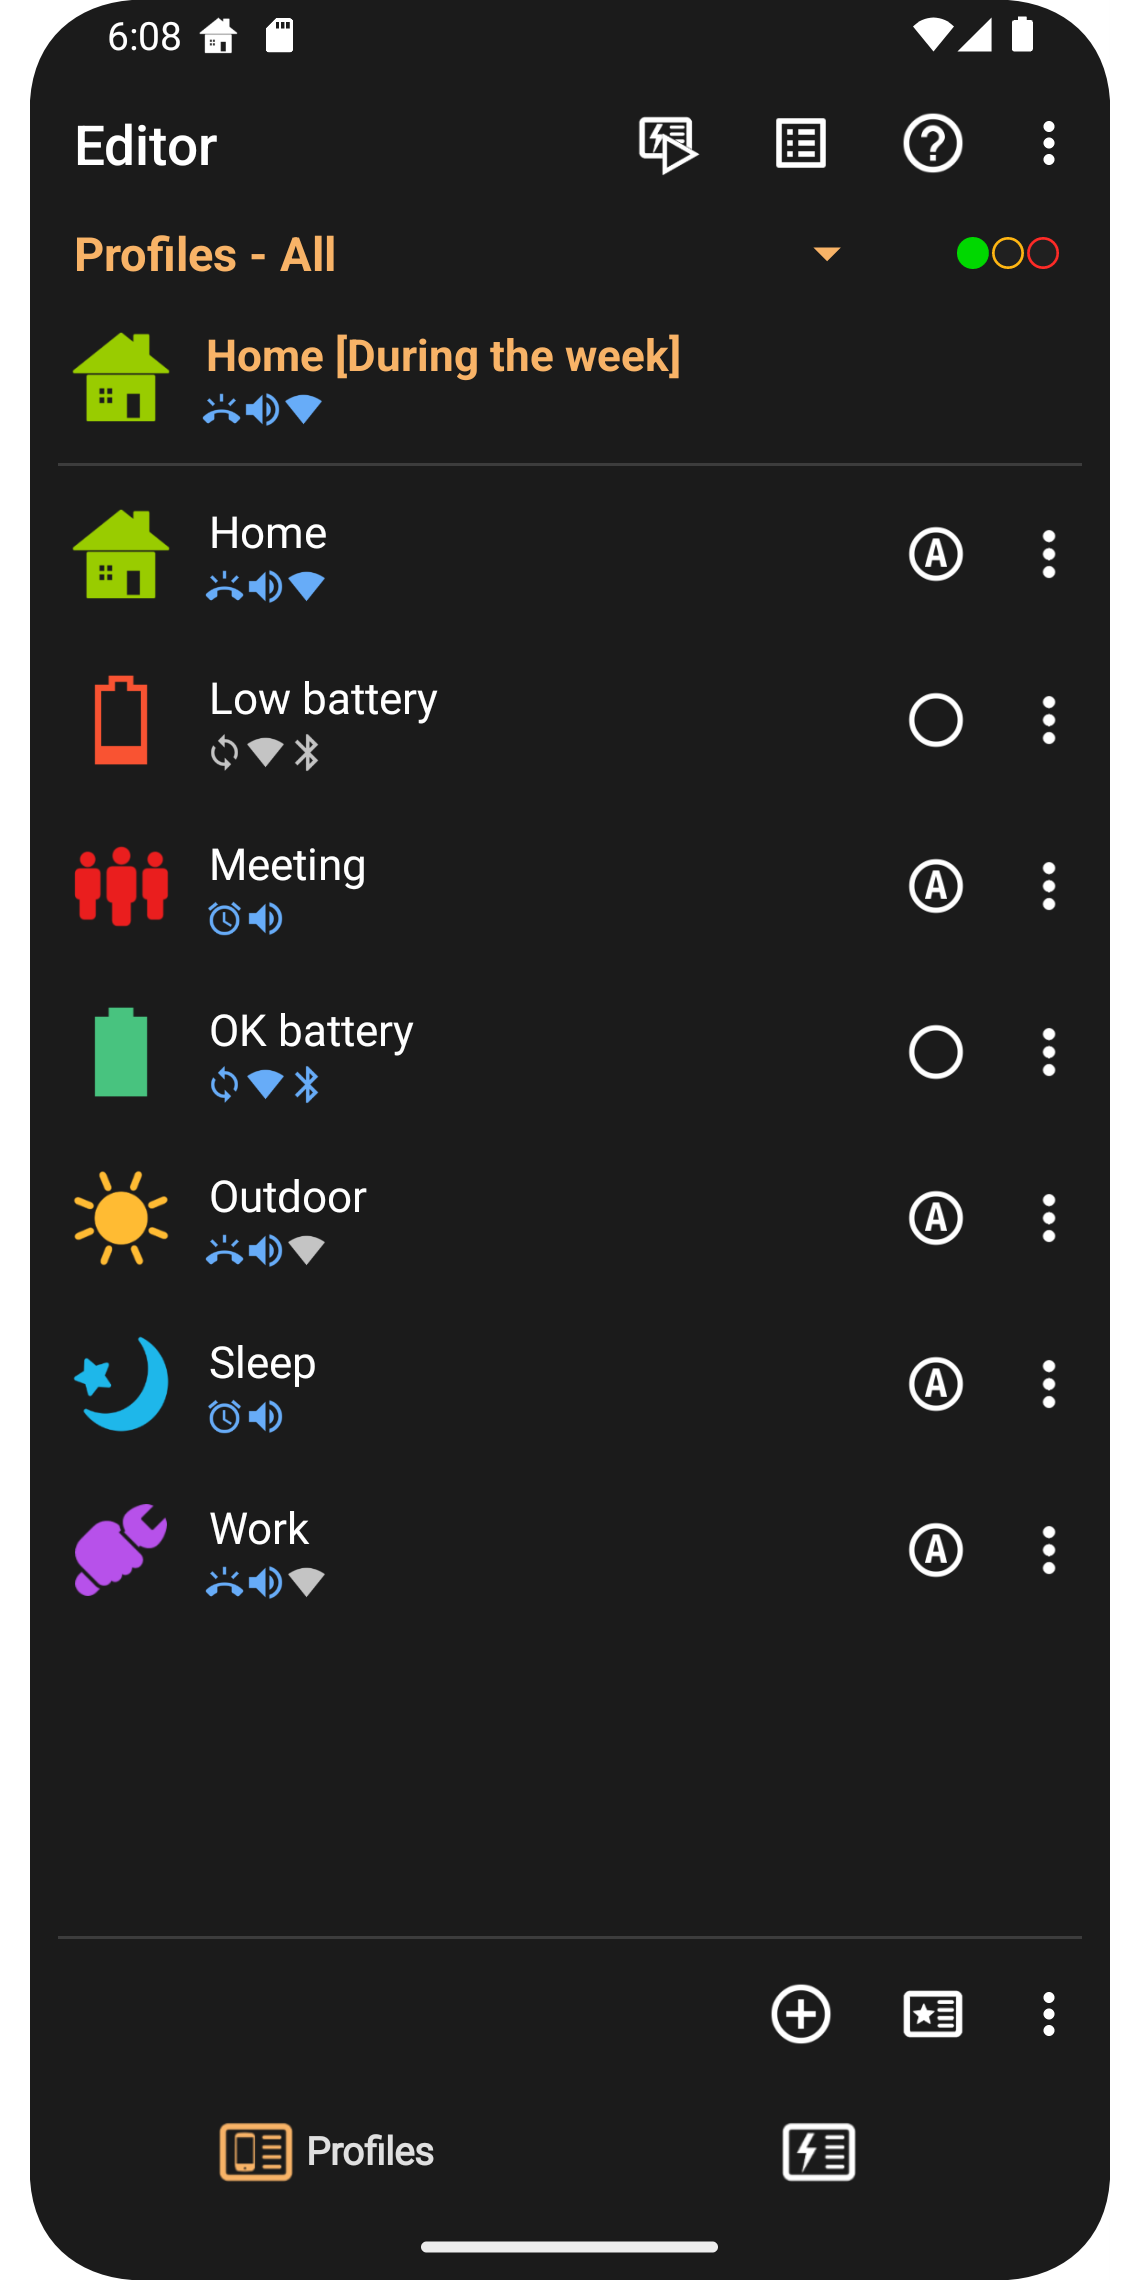 6:08
Editor
Profiles - All
Home [During the week]
Home
A
Low battery
Meeting
A
OK battery
Outdoor
A
Sleep
A
Work
A
Profiles